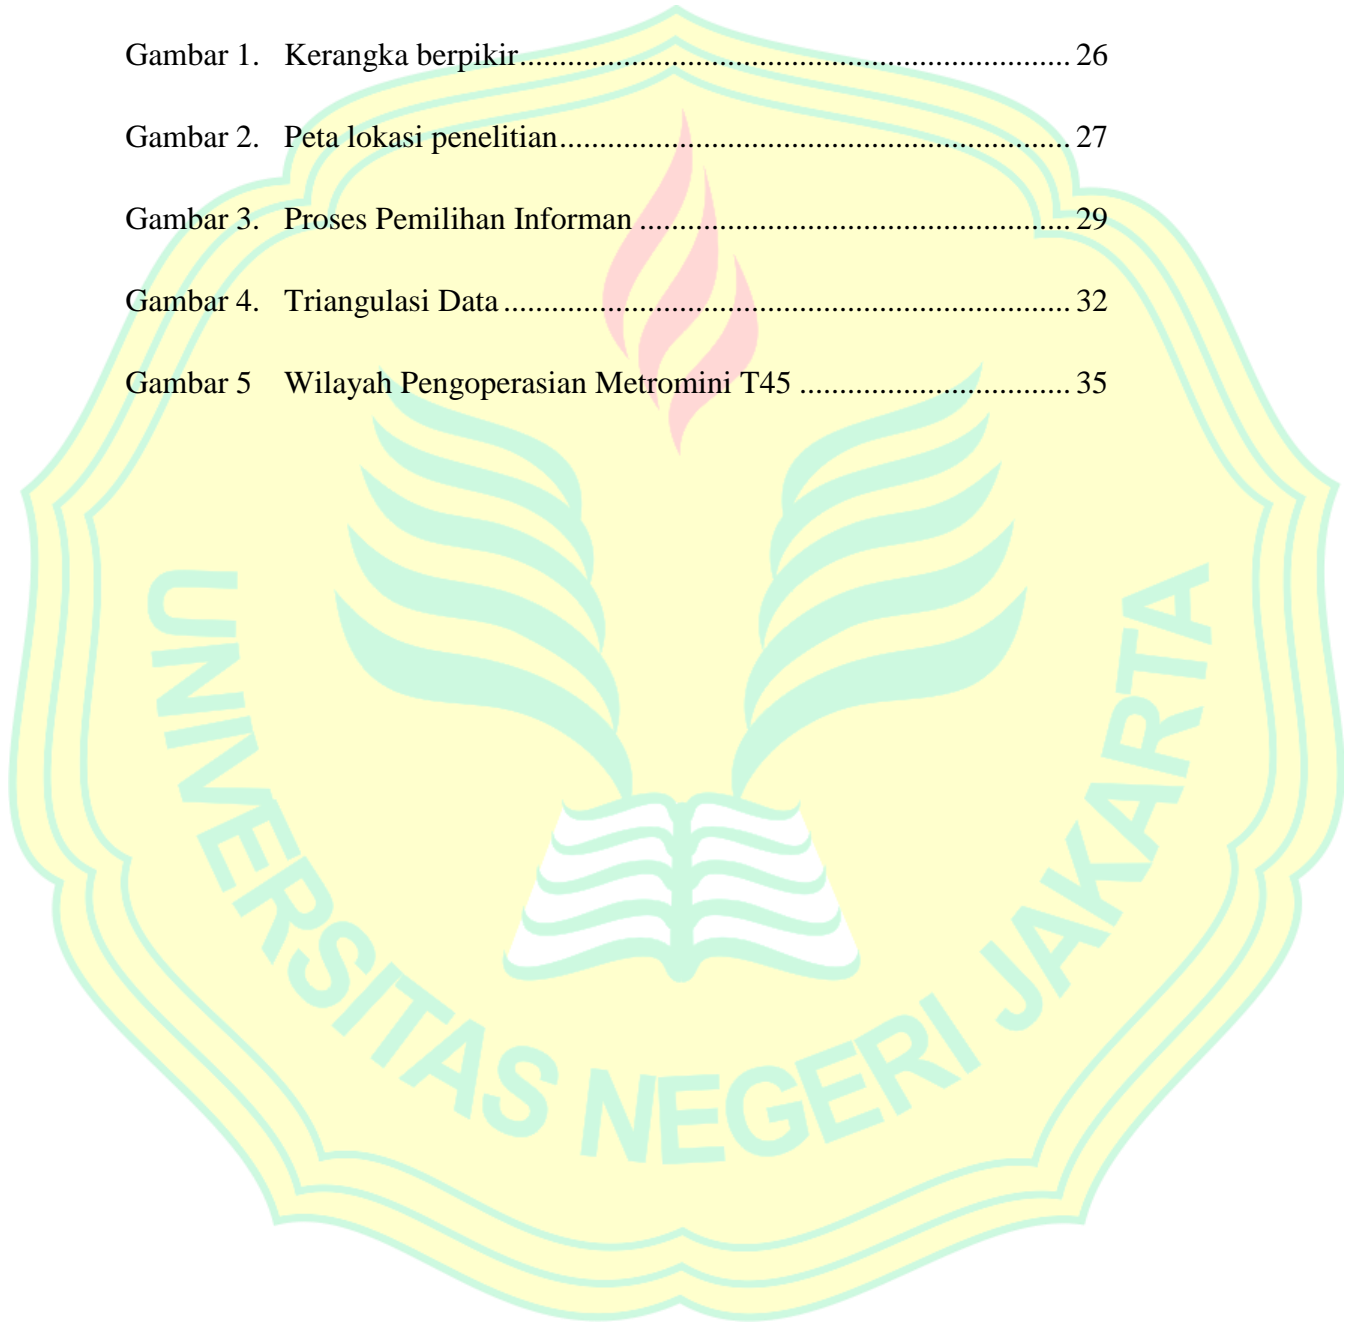 Gambar 1. Kerangka berpikir..................................................................... 26
Gambar 2. Peta lokasi penelitian................................................................ 27
Gambar 3. Proses Pemilihan Informan ...................................................... 29
Gambar 4. Triangulasi Data ....................................................................... 32
Gambar 5 Wilayah Pengoperasian Metromini T45 .................................. 35
UNIVERSITAS NEGERI JAKARTA